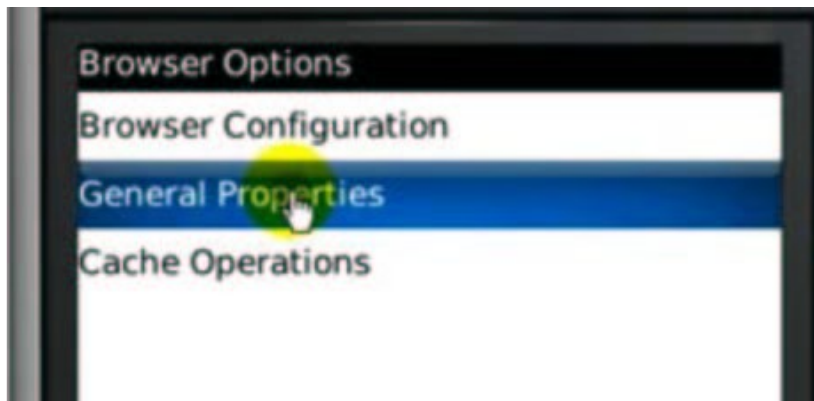 Browser Options
Browser Configuration
General Properties
Cache Operations